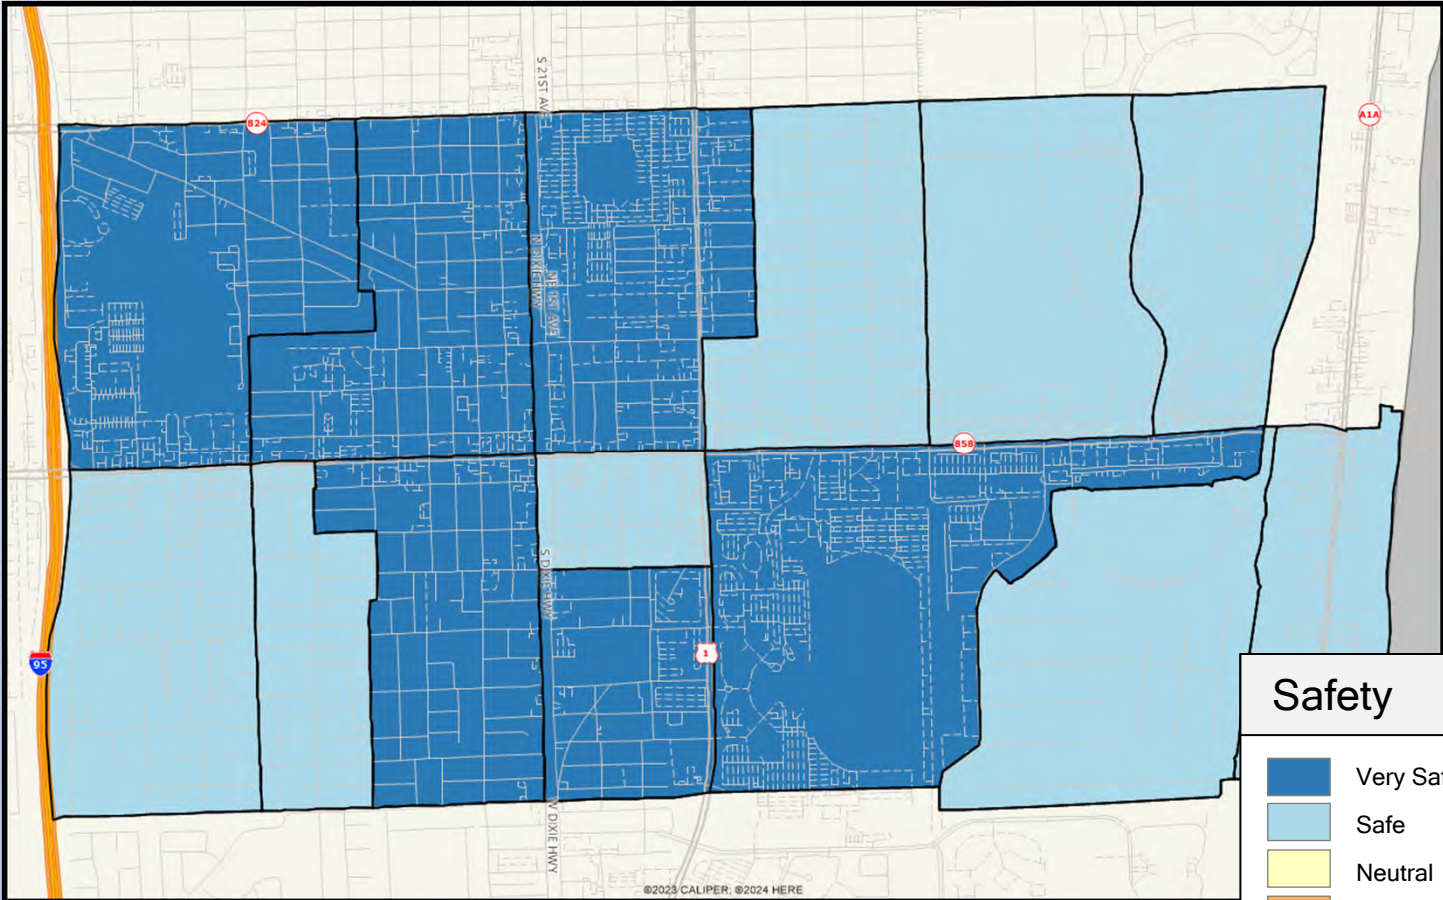 S 21ST AVE
824
A1A
N DIXIE HWY
NE 1ST AVE
858
S DIXIE HWY
1
95
Safety
Very Saf
Safe
Neutral
DIXIE HWY
©2023 CALIPER; ©2024 HERE